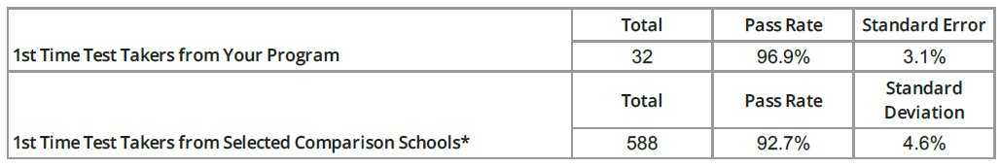 Total Pass Rate Standard Error
1st Time Test Takers from Your Program 32 96.9% 3.1%
Total Pass Rate Standard
Deviation
1st Time Test Takers from Selected Comparison Schools* 588 92.7% 4.6%